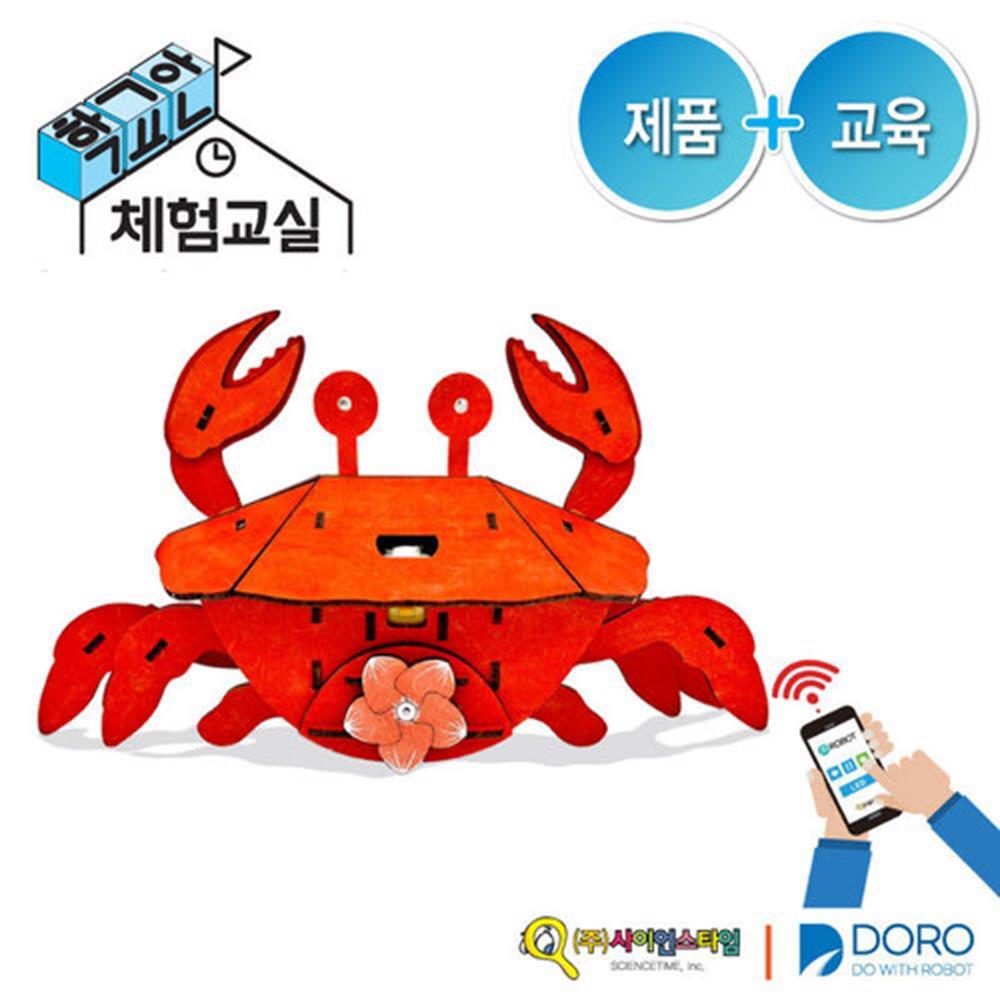 학교안
체험교실
제품 + 교육
ROBOT
LED
(주)사이언스타임
SCIENCETIME, Inc.
DORO
DO WITH ROBOT